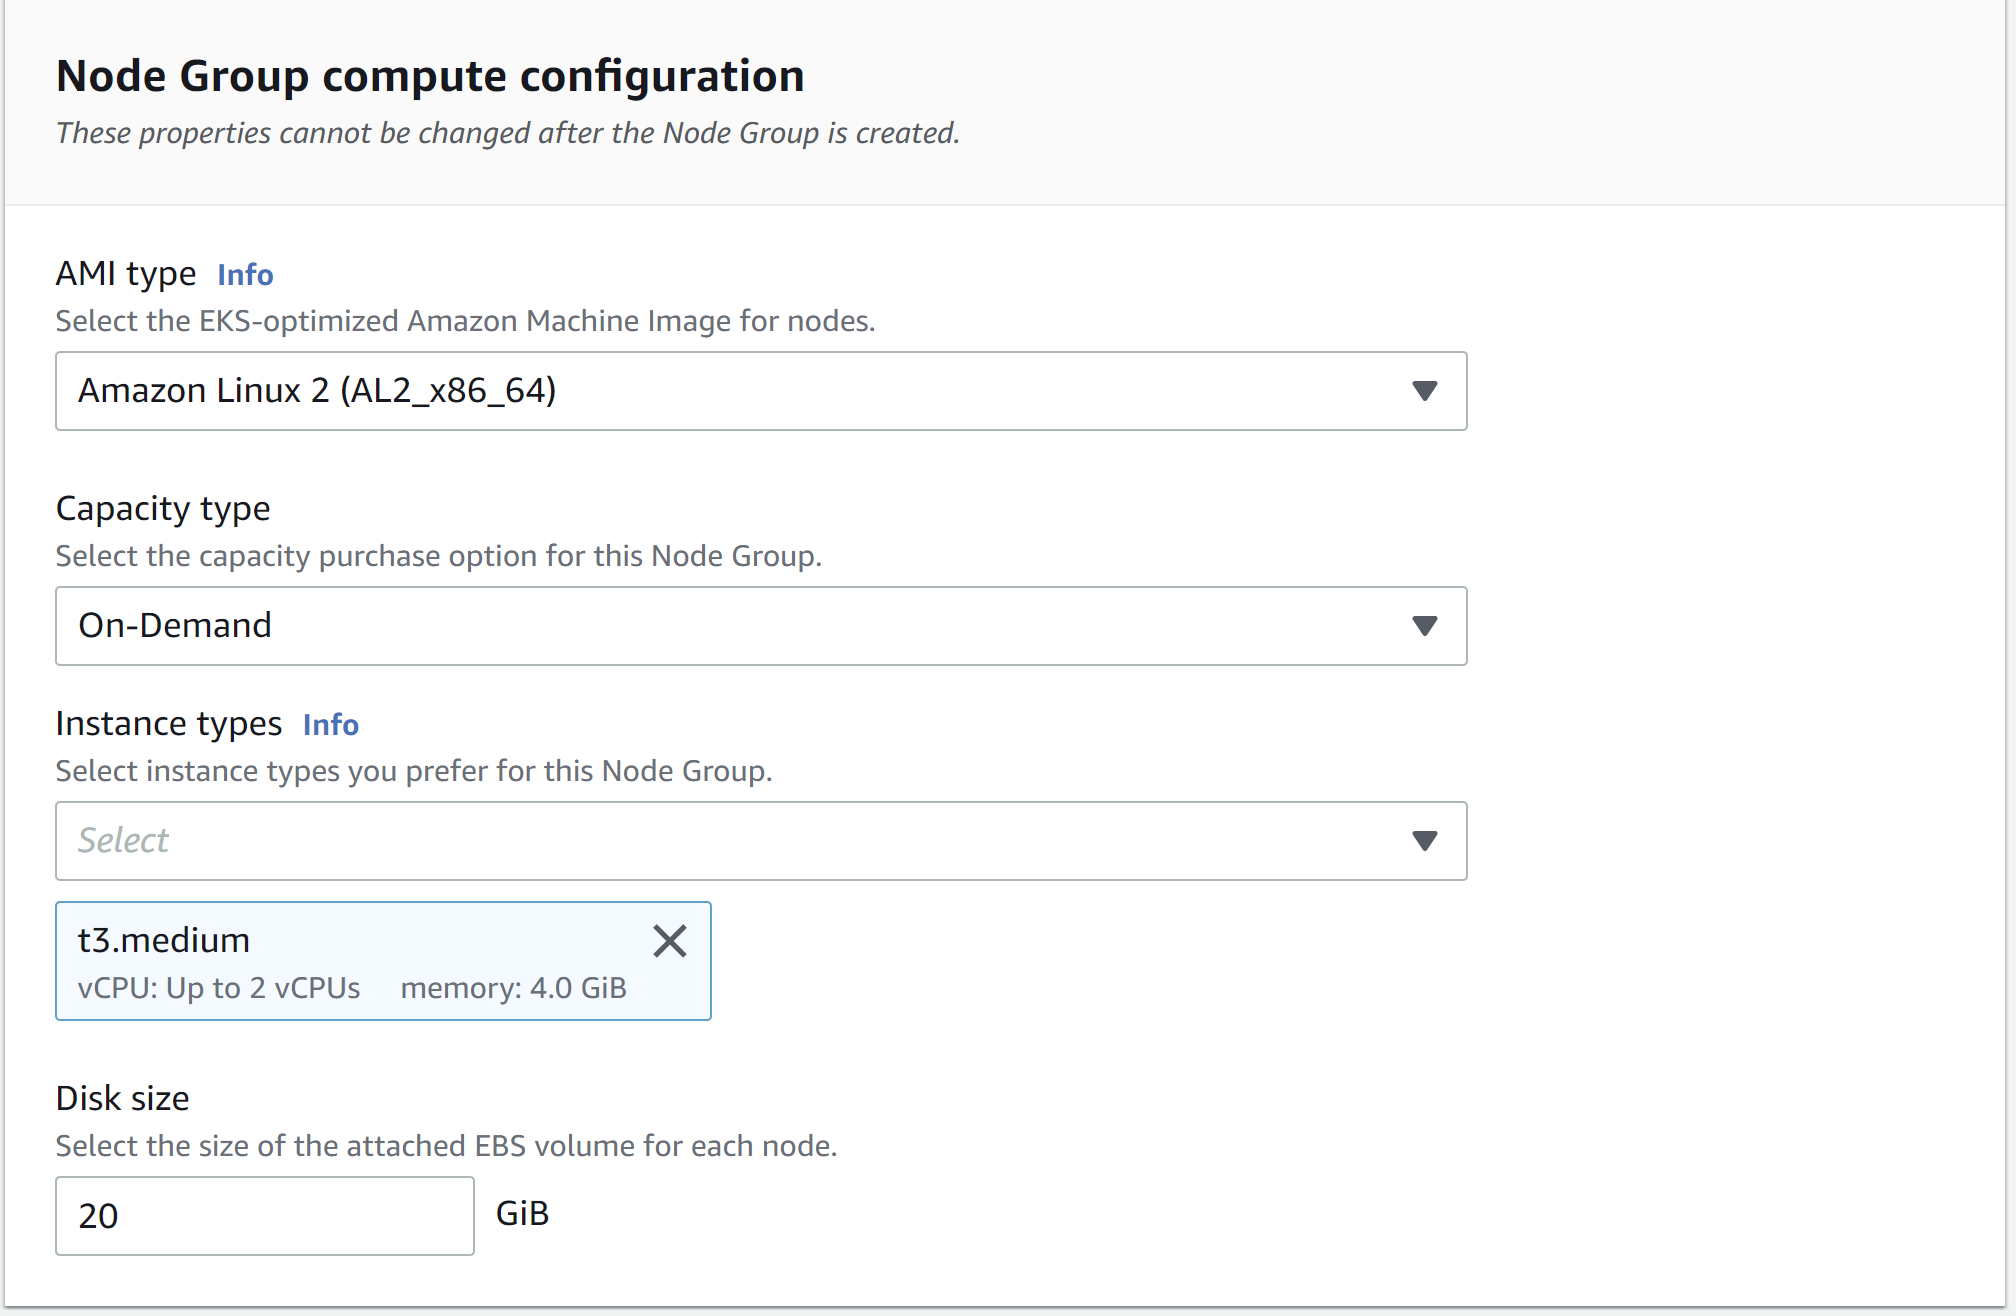 Node Group compute configuration
These properties cannot be changed after the Node Group is created.
AMI type Info
Select the EKS-optimized Amazon Machine Image for nodes.
Amazon Linux 2 (AL2_x86_64)
Capacity type
Select the capacity purchase option for this Node Group.
On-Demand
Instance types Info
Select instance types you prefer for this Node Group.
Select
t3.medium
vCPU: Up to 2 vCPUs memory: 4.0 GiB
Disk size
Select the size of the attached EBS volume for each node.
20 GiB